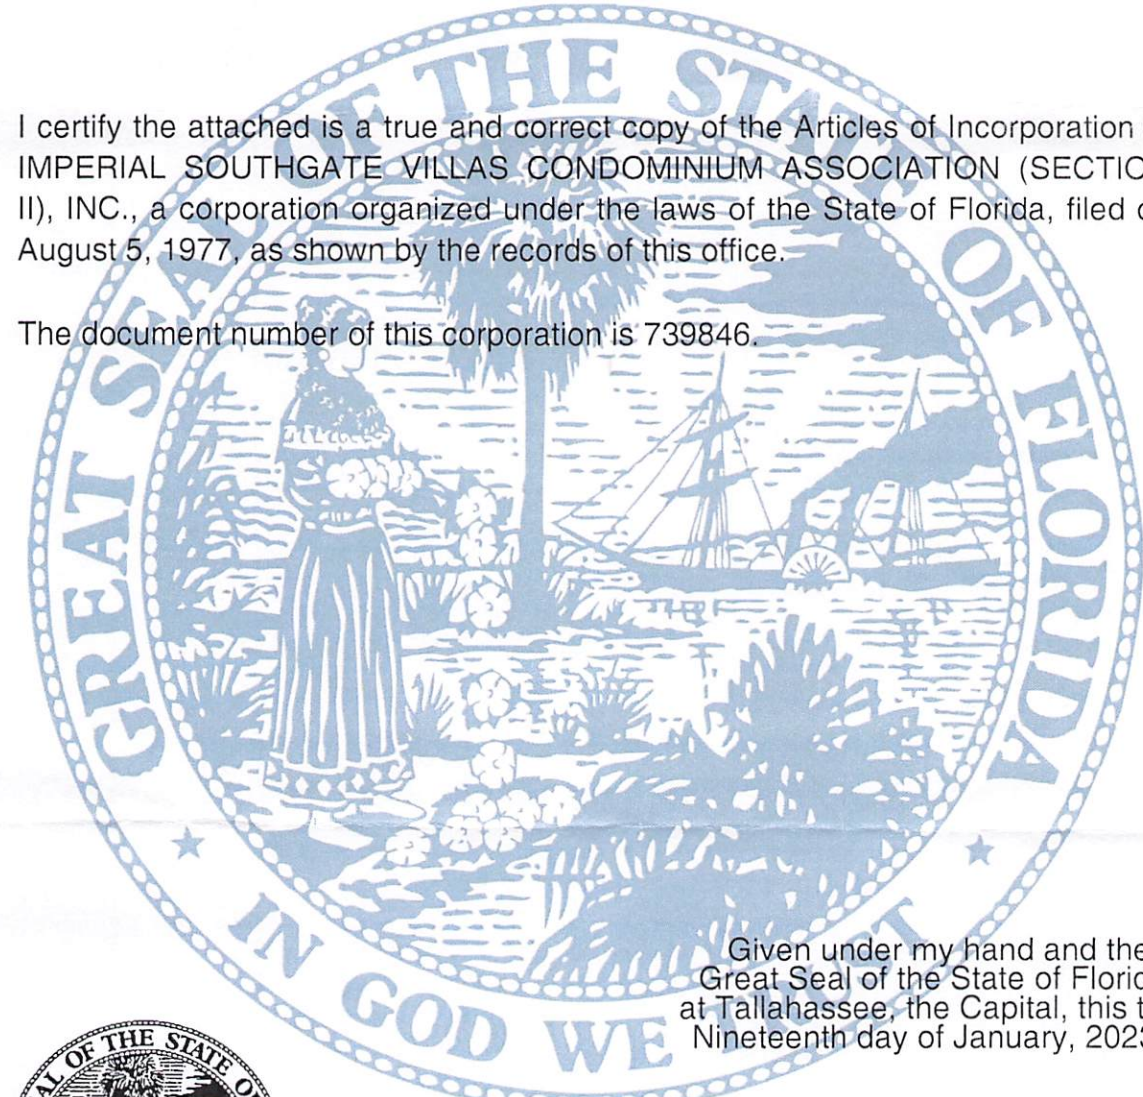 I certify the attached is a true and correct copy of the Articles of Incorporation
IMPERIAL SOUTHGATE VILLAS CONDOMINIUM ASSOCIATION (SECTIO
II), INC., a corporation organized under the laws of the State of Florida, filed
August 5, 1977, as shown by the records of this office.
The document number of this corporation is 739846.
GREAT SEAL OF THE STATE OF FLORIDA
IN GOD WE TRUST
Given under my hand and the
Great Seal of the State of Floric
at Tallahassee, the Capital, this t
Nineteenth day of January, 2023
OF THE STATE